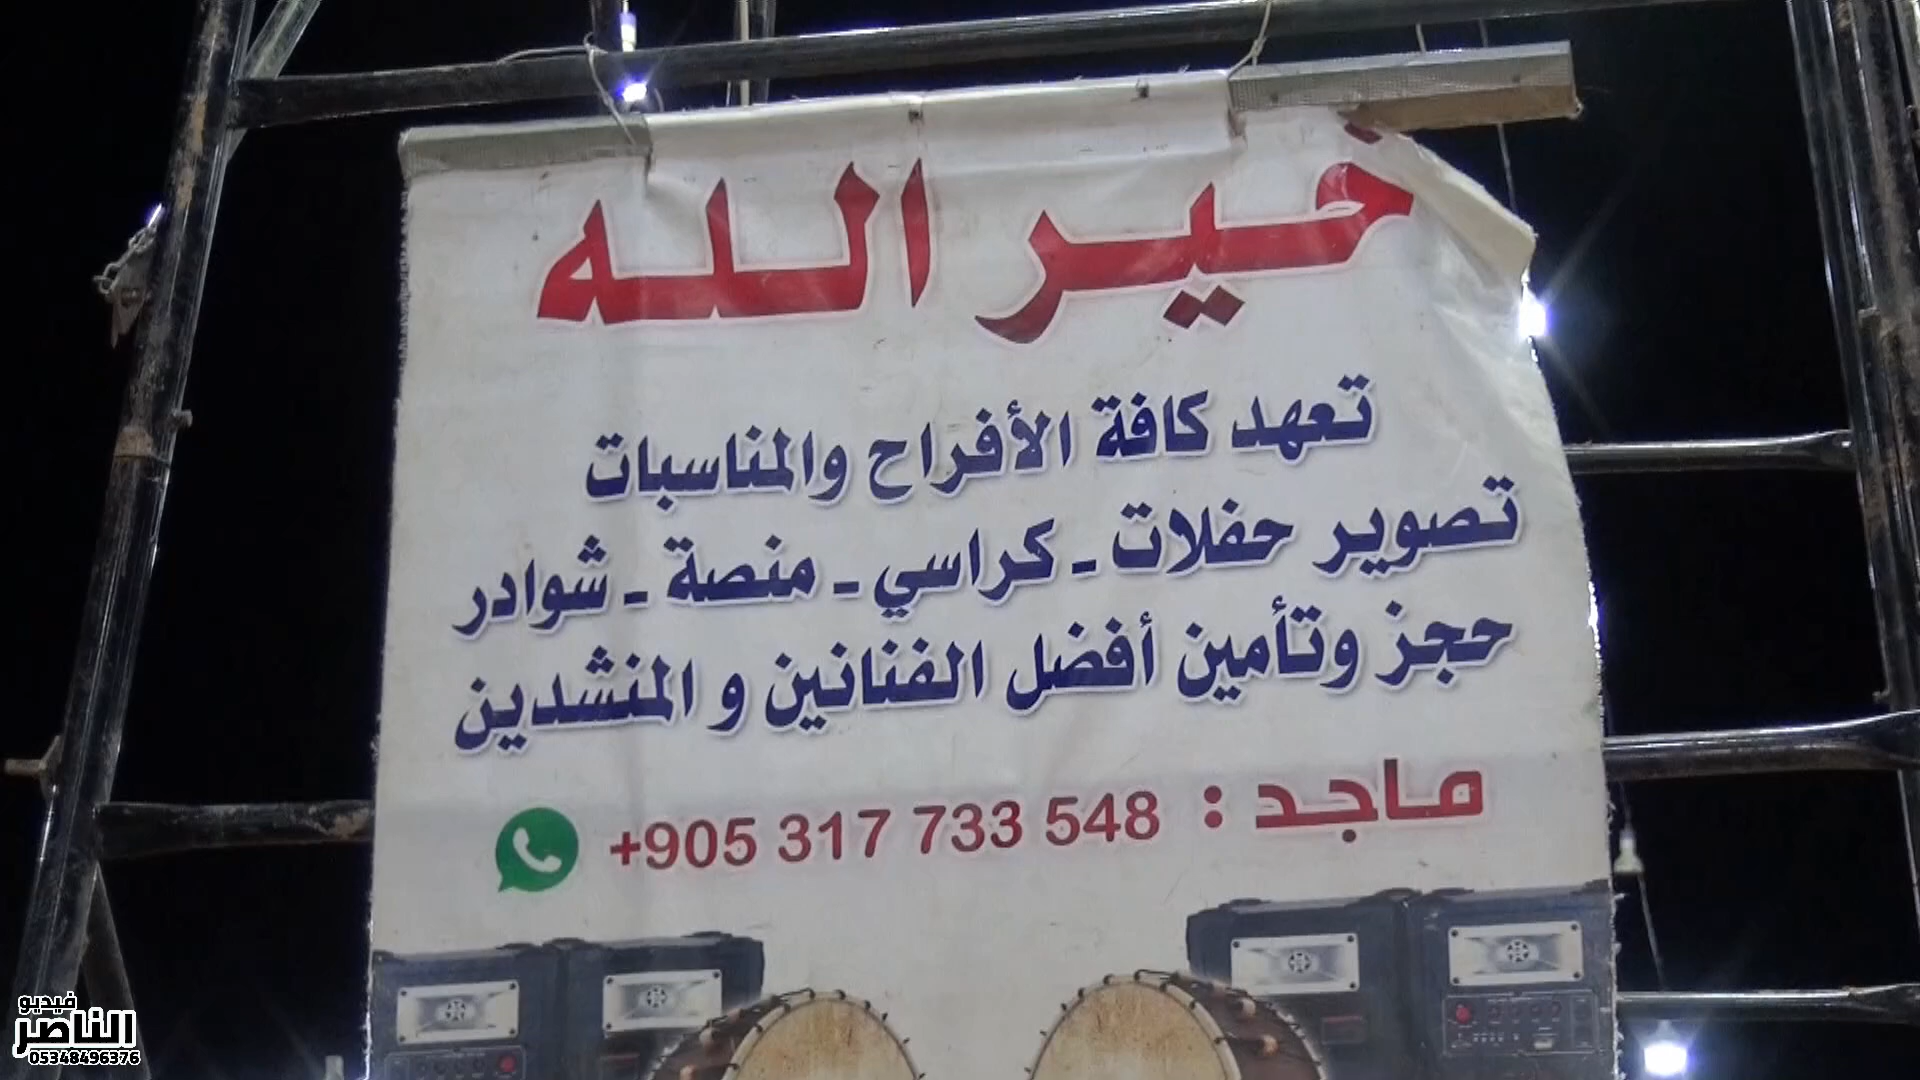 خير الله
تعهد كافة الأفراح والمناسبات
تصوير حفلات - كراسي - منصة - شوادر
حجز وتأمين أفضل الفنانين و المنشدين
ماجد : 548 733 317 905+
فيديو
الناصر
05348496376